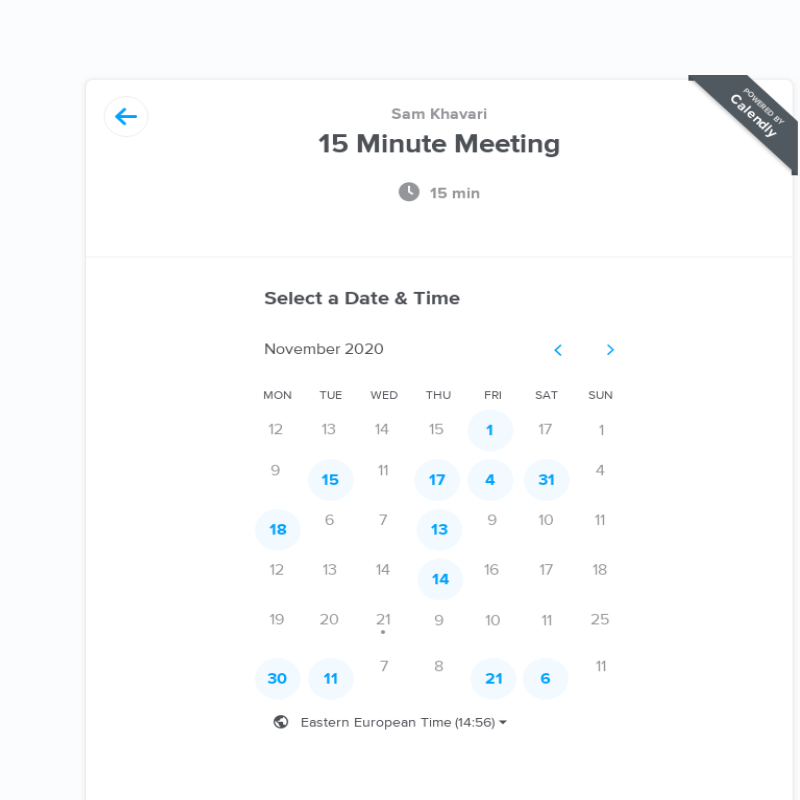 POWERED BY
Calendly
Sam Khavari
15 Minute Meeting
15 min
Select a Date & Time
November 2020
MON TUE WED THU FRI SAT SUN
12 13 14 15 1 17 1
9 15 11 17 4 31 4
18 6 7 13 9 10 11
12 13 14 14 16 17 18
19 20 21 9 10 11 25
30 11 7 8 21 6 11
Eastern European Time (14:56)